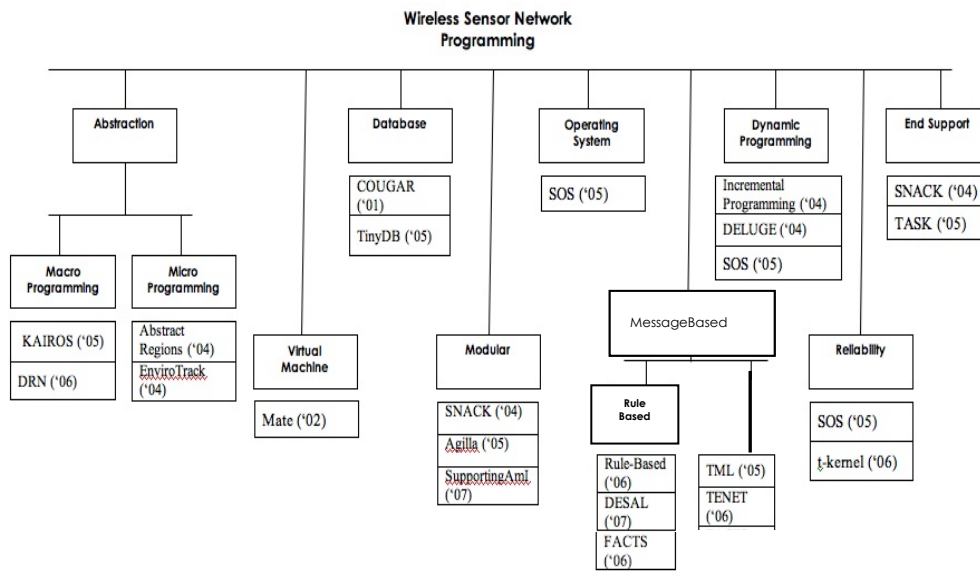 Wireless Sensor Network
Programming
Abstraction
Database
Operating
System
Dynamic
Programming
End Support
COUGAR
('01)
TinyDB ('05)
SOS ('05)
Incremental
Programming ('04)
DELUGE ('04)
SOS ('05)
SNACK ('04)
TASK ('05)
Macro
Programming
Micro
Programming
KAIROS ('05)
DRN ('06)
Abstract
Regions ('04)
EnviroTrack
('04)
Virtual
Machine
Mate ('02)
Modular
SNACK ('04)
Agilla ('05)
SupportingAmI
('07)
MessageBased
Rule
Based
Rule-Based
('06)
DESAL
('07)
FACTS
('06)
TML ('05)
TENET
('06)
Reliability
SOS ('05)
t-kernel ('06)